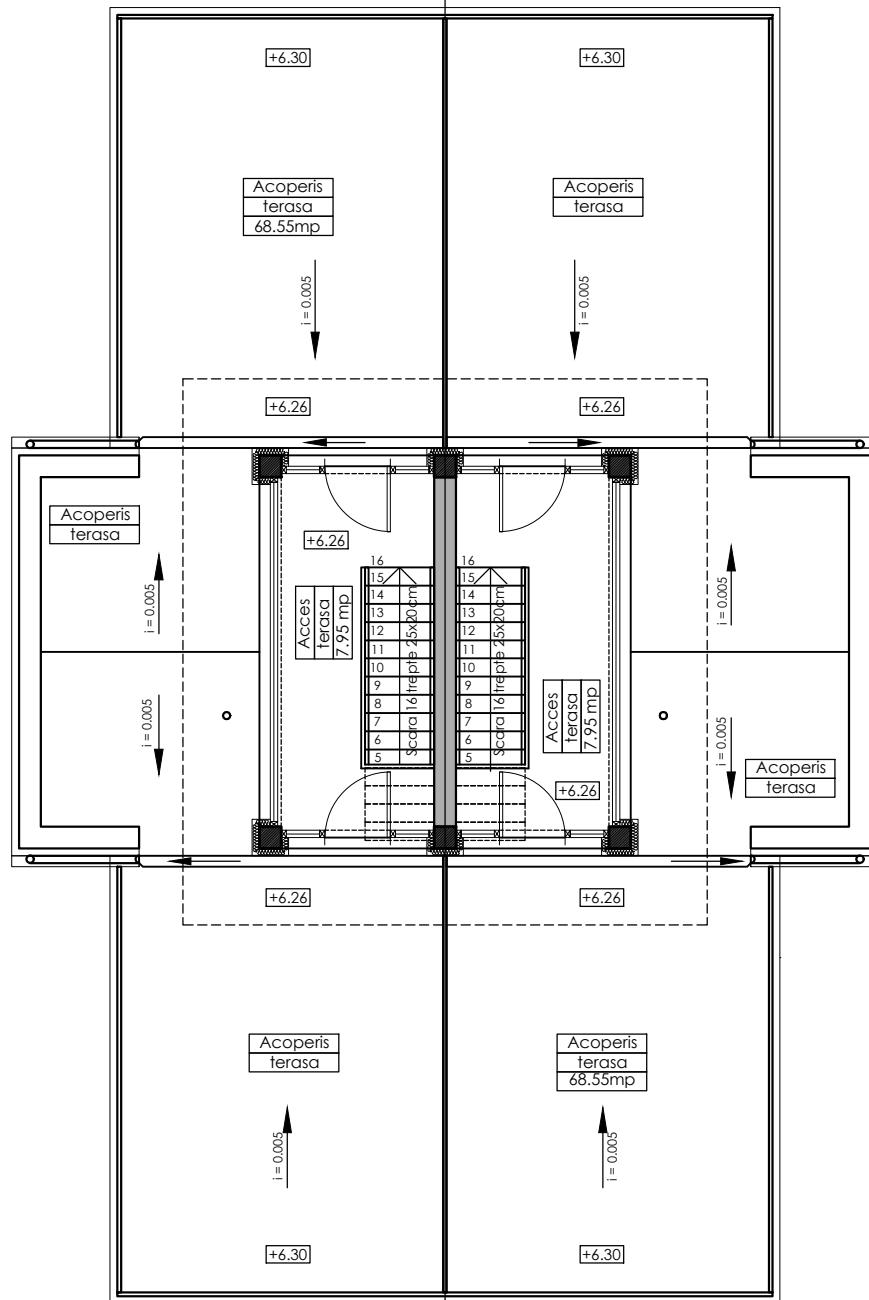 +6.30
+6.30
Acoperis
terasa
68.55mp
Acoperis
terasa
i = 0.005
i = 0.005
+6.26
+6.26
Acoperis
terasa
+6.26
i = 0.005
i = 0.005
Acces
terasa
7.95 mp
16
15
14
13
12
11
10
9
8
7
6
5
Scara 16 trepte 25x20cm
16
15
14
13
12
11
10
9
8
7
6
5
Scara 16 trepte 25x20cm
Acces
terasa
7.95 mp
i = 0.005
i = 0.005
Acoperis
terasa
+6.26
+6.26
+6.26
Acoperis
terasa
Acoperis
terasa
68.55mp
i = 0.005
i = 0.005
+6.30
+6.30